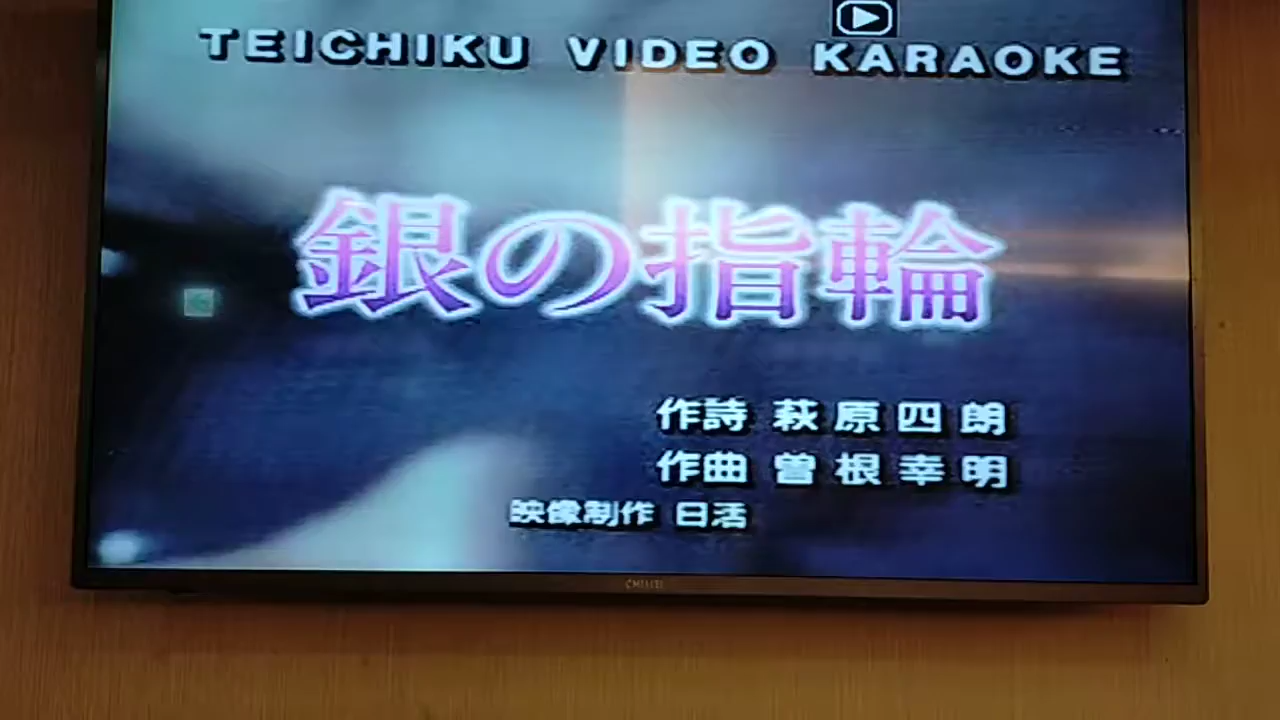 TEICHIKU VIDEO KARAOKE
銀の指輪
作詩 萩原四朗
作曲 曽根幸明
映像制作 日活
CHIMEI